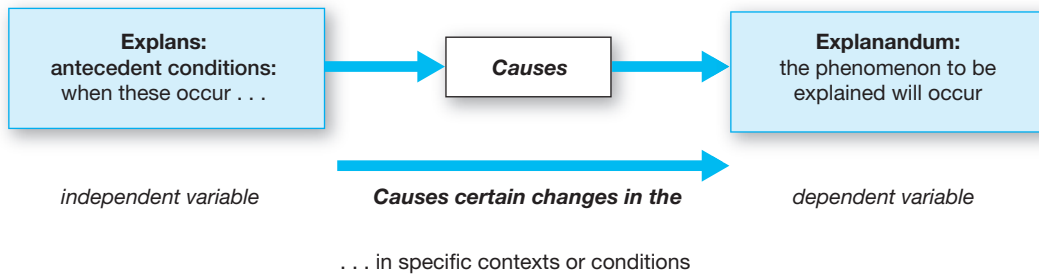 Explans:
antecedent conditions:
when these occur . . .
Causes
Explanandum:
the phenomenon to be
explained will occur
independent variable
Causes certain changes in the
dependent variable
. . . in specific contexts or conditions